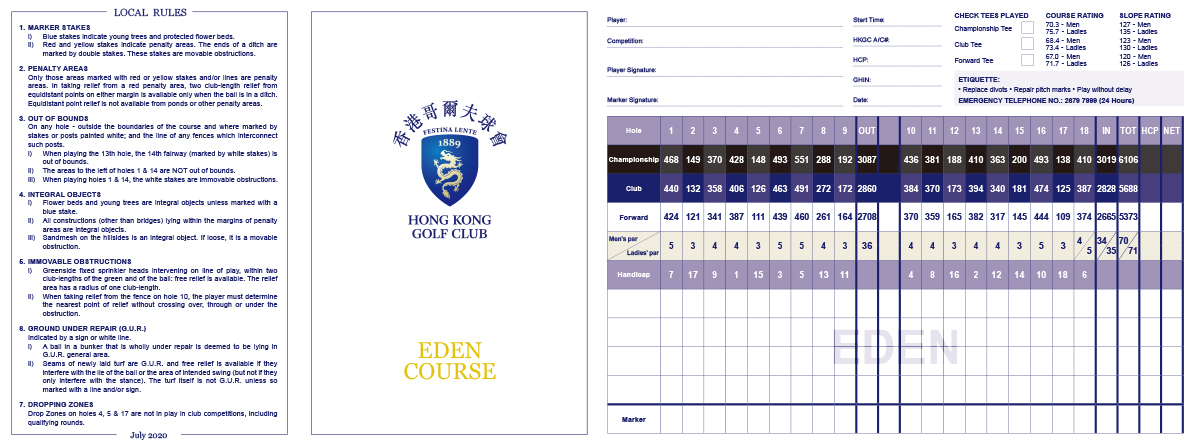 LOCAL RULES
1. MARKER STAKES
i) Blue stakes indicate young trees and protected flower beds.
ii) Red and yellow stakes indicate penalty areas. The ends of a ditch are
marked by double stakes. These stakes are movable obstructions.
2. PENALTY AREAS
Only those areas marked with red or yellow stakes and/or lines are penalty
areas. In taking relief from a red penalty area, two club-length relief from
equidistant points on either margin is available only when the ball is in a ditch.
Equidistant point relief is not available from ponds or other penalty areas.
3. OUT OF BOUNDS
On any hole - outside the boundaries of the course and where marked by
stakes or posts painted white; and the line of any fences which interconnect
such posts.
i) When playing the 13th hole, the 14th fairway (marked by white stakes) is
out of bounds.
ii) The areas to the left of holes 1 & 14 are NOT out of bounds.
iii) When playing holes 1 & 14, the white stakes are immovable obstructions.
4. INTEGRAL OBJECTS
i) Flower beds and young trees are integral objects unless marked with a
blue stake.
ii) All constructions (other than bridges) lying within the margins of penalty
areas are integral objects.
iii) Sandmesh on the hillsides is an integral object. If loose, it is a movable
obstruction.
5. IMMOVABLE OBSTRUCTIONS
i) Greenside fixed sprinkler heads intervening on line of play, within two
club-lengths of the green and of the ball: free relief is available. The relief
area has a radius of one club-length.
ii) When taking relief from the fence on hole 10, the player must determine
the nearest point of relief without crossing over, through or under the
obstruction.
6. GROUND UNDER REPAIR (G.U.R.)
Indicated by a sign or white line.
i) A ball in a bunker that is wholly under repair is deemed to be lying in
G.U.R. general area.
ii) Seams of newly laid turf are G.U.R. and free relief is available if they
interfere with the lie of the ball or the area of intended swing (but not if they
only interfere with the stance). The turf itself is not G.U.R. unless so
marked with a line and/or sign.
7. DROPPING ZONES
Drop Zones on holes 4, 5 & 17 are not in play in club competitions, including
qualifying rounds.
July 2020
香港哥爾夫球會
FESTINA LENTE
1889
HONG KONG
GOLF CLUB
EDEN
COURSE
Player:
Competition:
Player Signature:
Marker Signature:
Start Time:
HKGC A/C#:
HCP:
GHIN:
Date:
CHECK TEES PLAYED COURSE RATING SLOPE RATING
Championship Tee 70.3 - Men 127 - Men
75.7 - Ladies 135 - Ladies
Club Tee 68.4 - Men 123 - Men
73.4 - Ladies 130 - Ladies
Forward Tee 67.0 - Men 120 - Men
71.7 - Ladies 126 - Ladies
ETIQUETTE:
• Replace divots • Repair pitch marks • Play without delay
EMERGENCY TELEPHONE NO.: 2679 7999 (24 Hours)
Hole 1 2 3 4 5 6 7 8 9 OUT 10 11 12 13 14 15 16 17 18 IN TOT HCP NET
Championship 468 149 370 428 148 493 551 288 192 3087 436 381 188 410 363 200 493 138 410 3019 6106
Club 440 132 358 406 126 463 491 272 172 2860 384 370 173 394 340 181 474 125 387 2828 5688
Forward 424 121 341 387 111 439 460 261 164 2708 370 359 165 382 317 145 444 109 374 2665 5373
Men's par / Ladies' par 5 3 4 4 3 5 5 4 3 36 4 4 3 4 4 3 5 3 4/5 34/35 70/71
Handicap 7 17 9 1 15 3 5 13 11 4 8 16 2 12 14 10 18 6
EDEN
Marker